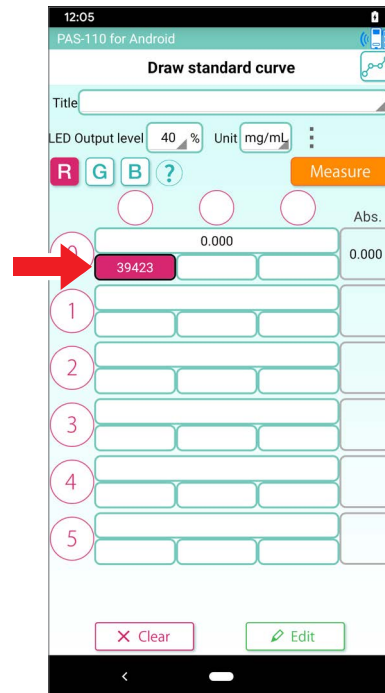 12:05
PAS-110 for Android
Draw standard curve
Title
LED Output level 40 % Unit mg/mL
R G B ? Measure
Abs.
0.000
0.000
39423
1
2
3
4
5
Clear
Edit